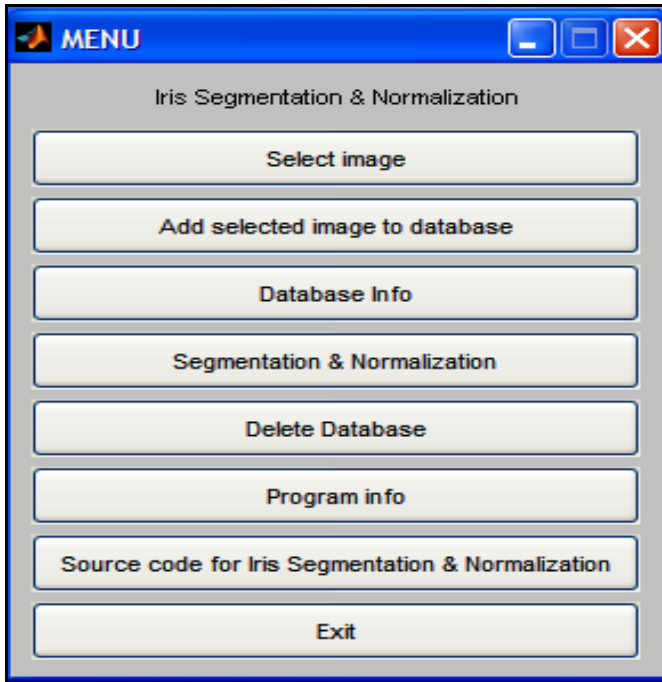 MENU
Iris Segmentation & Normalization
Select image
Add selected image to database
Database Info
Segmentation & Normalization
Delete Database
Program info
Source code for Iris Segmentation & Normalization
Exit